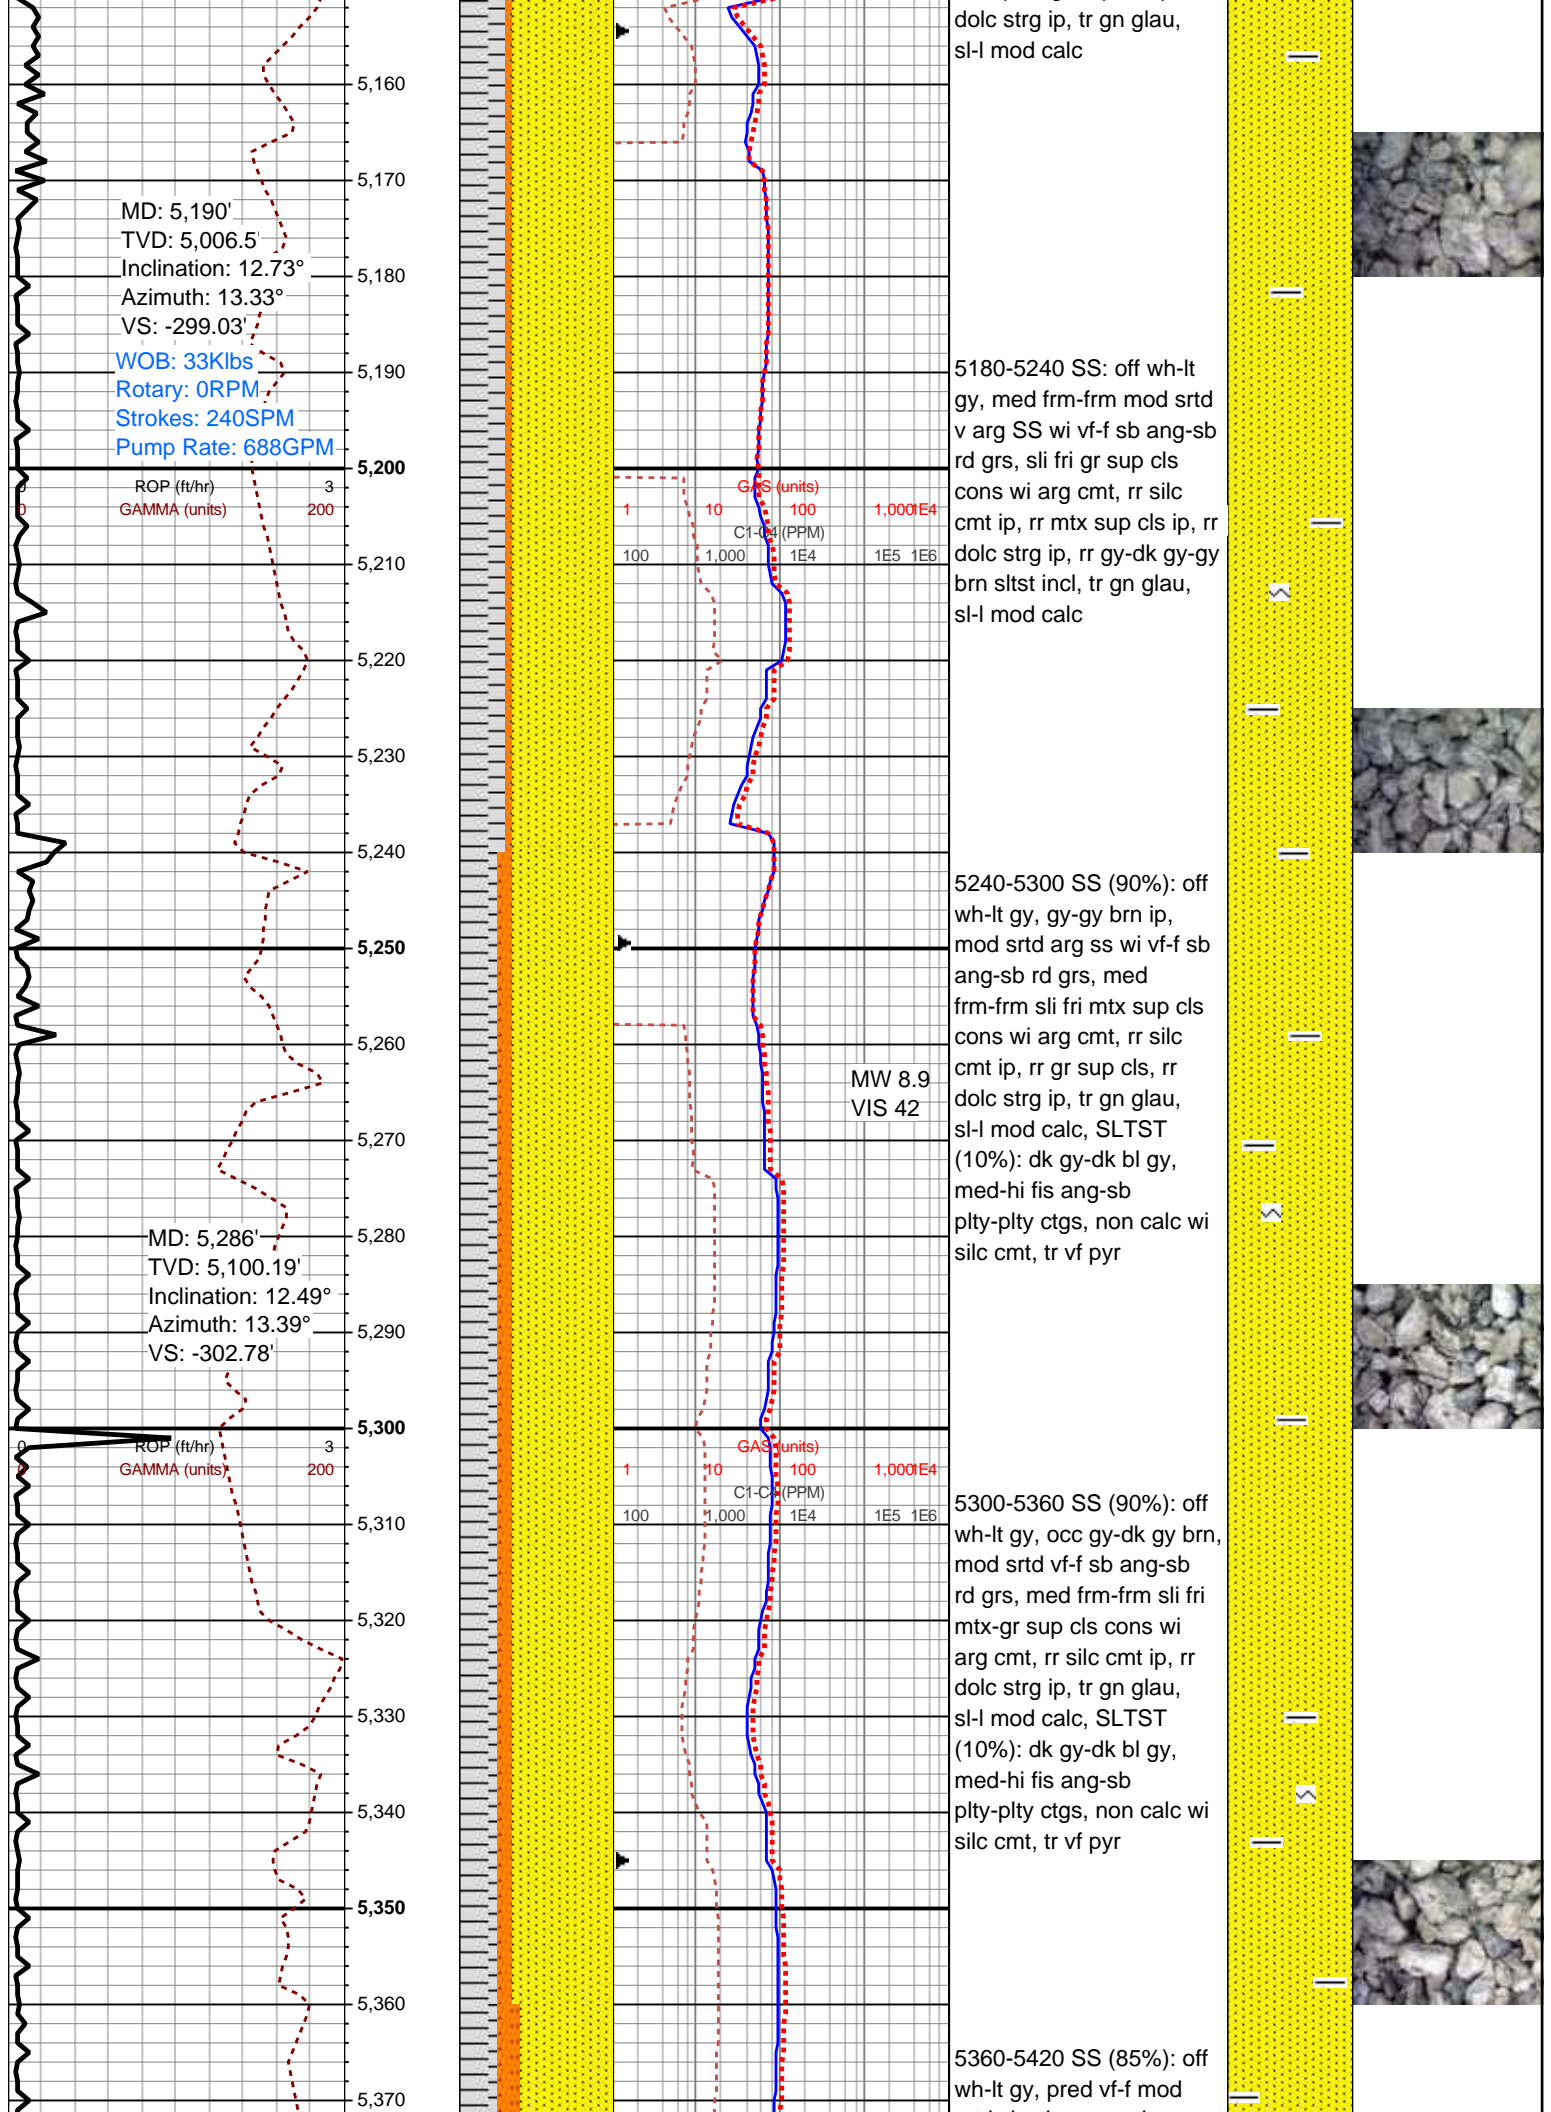 dolc strg ip, tr gn glau,
sl-l mod calc
5,160
5,170
MD: 5,190'
TVD: 5,006.5'
Inclination: 12.73°
Azimuth: 13.33°
VS: -299.03'
5,180
WOB: 33Klbs
Rotary: 0RPM
Strokes: 240SPM
Pump Rate: 688GPM
5,190
5180-5240 SS: off wh-lt
gy, med frm-frm mod srtd
v arg SS wi vf-f sb ang-sb
rd grs, sli fri gr sup cls
cons wi arg cmt, rr silc
cmt ip, rr mtx sup cls ip, rr
dolc strg ip, rr gy-dk gy-gy
brn sltst incl, tr gn glau,
sl-l mod calc
5,200
0 ROP (ft/hr) 3
0 GAMMA (units) 200
GAS (units)
1 10 100 1,000 1E4
C1-C4 (PPM)
100 1,000 1E4 1E5 1E6
5,210
5,220
5,230
5,240
5240-5300 SS (90%): off
wh-lt gy, gy-gy brn ip,
mod srtd arg ss wi vf-f sb
ang-sb rd grs, med
frm-frm sli fri mtx sup cls
cons wi arg cmt, rr silc
cmt ip, rr gr sup cls, rr
dolc strg ip, tr gn glau,
sl-l mod calc, SLTST
(10%): dk gy-dk bl gy,
med-hi fis ang-sb
plty-plty ctgs, non calc wi
silc cmt, tr vf pyr
5,250
5,260
MW 8.9
VIS 42
5,270
5,280
MD: 5,286'
TVD: 5,100.19'
Inclination: 12.49°
Azimuth: 13.39°
VS: -302.78'
5,290
5,300
0 ROP (ft/hr) 3
0 GAMMA (units) 200
GAS (units)
1 10 100 1,000 1E4
C1-C4 (PPM)
100 1,000 1E4 1E5 1E6
5,310
5300-5360 SS (90%): off
wh-lt gy, occ gy-dk gy brn,
mod srtd vf-f sb ang-sb
rd grs, med frm-frm sli fri
mtx-gr sup cls cons wi
arg cmt, rr silc cmt ip, rr
dolc strg ip, tr gn glau,
sl-l mod calc, SLTST
(10%): dk gy-dk bl gy,
med-hi fis ang-sb
plty-plty ctgs, non calc wi
silc cmt, tr vf pyr
5,320
5,330
5,340
5,350
5,360
5360-5420 SS (85%): off
wh-lt gy, pred vf-f mod
5,370